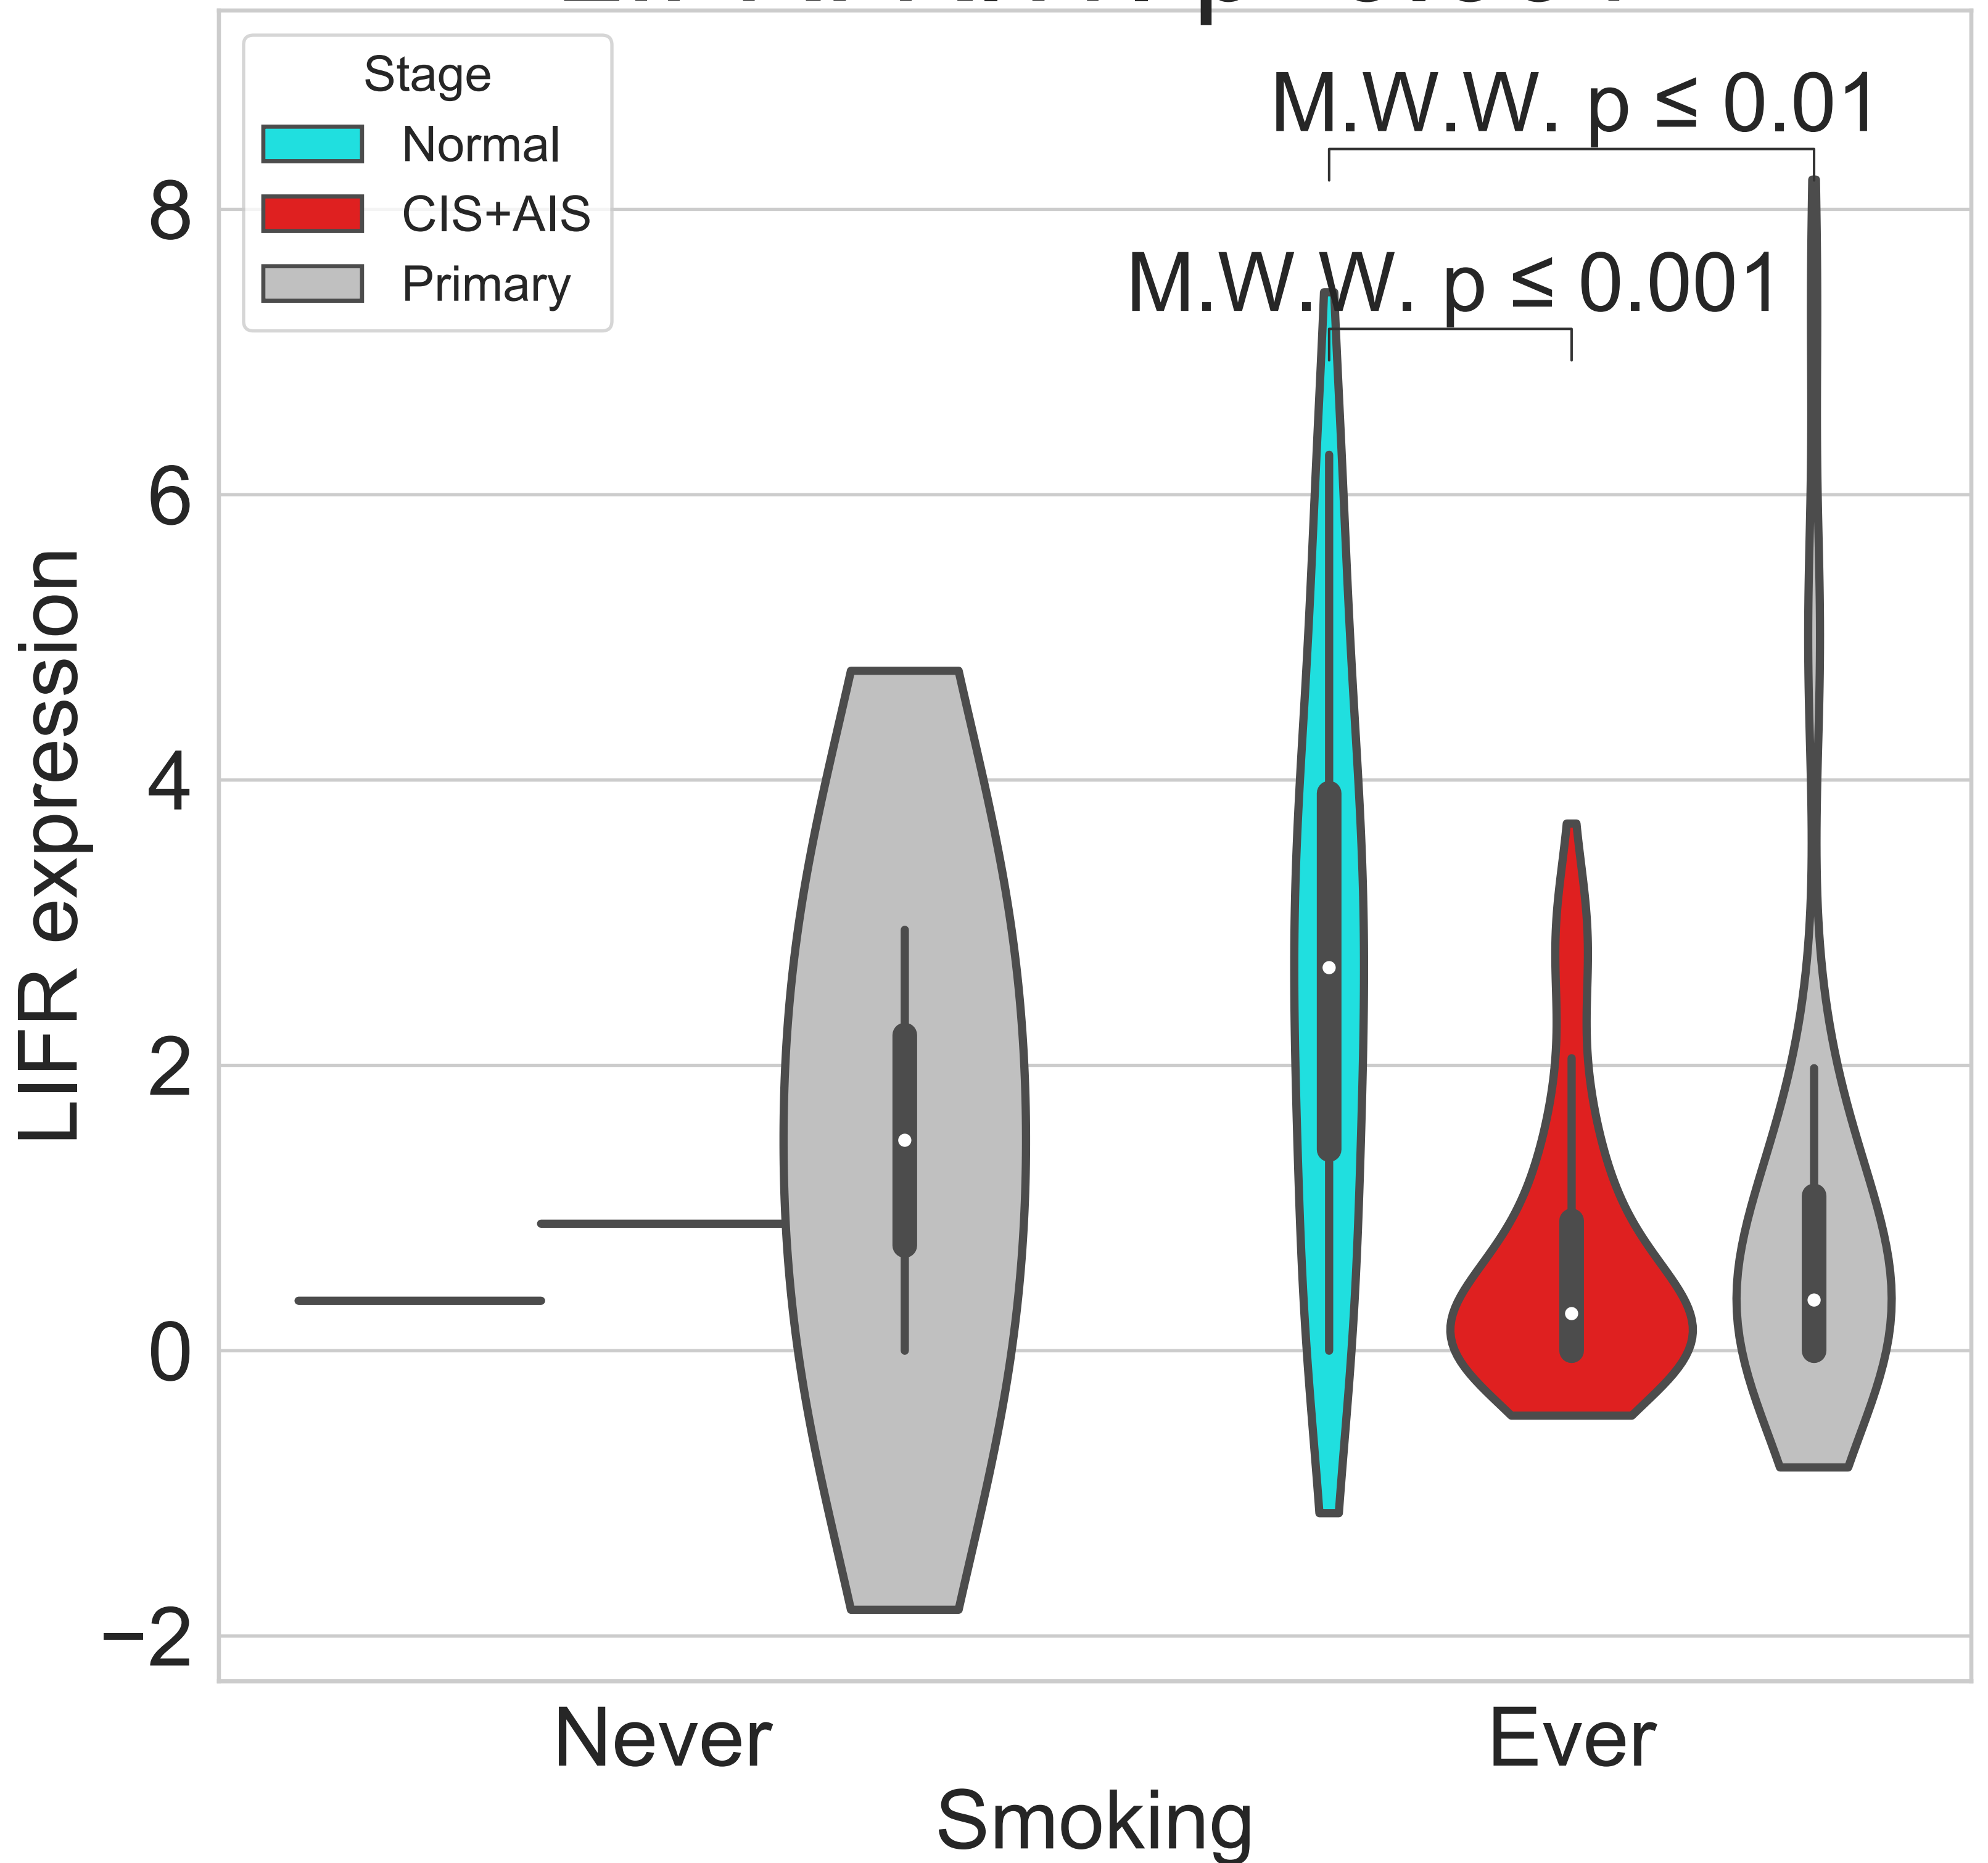 Stage
Normal
CIS+AIS
Primary
M.W.W. p ≤ 0.01
M.W.W. p ≤ 0.001
8
6
4
2
0
−2
LIFR expression
Never
Ever
Smoking